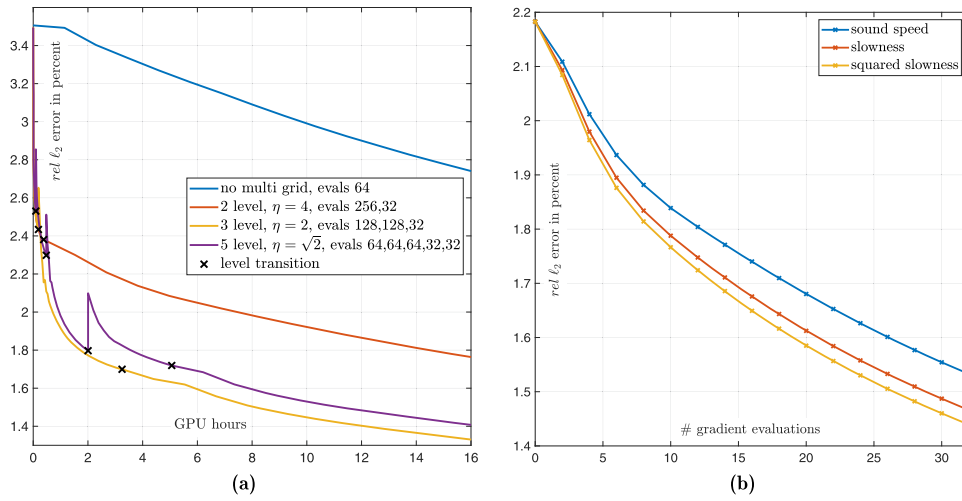 3.4
3.2
3
2.8
2.6
2.4
2.2
2
1.8
1.6
1.4
rel ℓ₂ error in percent
no multi grid, evals 64
2 level, η = 4, evals 256,32
3 level, η = 2, evals 128,128,32
5 level, η = √2, evals 64,64,64,32,32
level transition
GPU hours
0 2 4 6 8 10 12 14 16
(a)
2.2
2.1
2
1.9
1.8
1.7
1.6
1.5
1.4
rel ℓ₂ error in percent
sound speed
slowness
squared slowness
# gradient evaluations
0 5 10 15 20 25 30
(b)